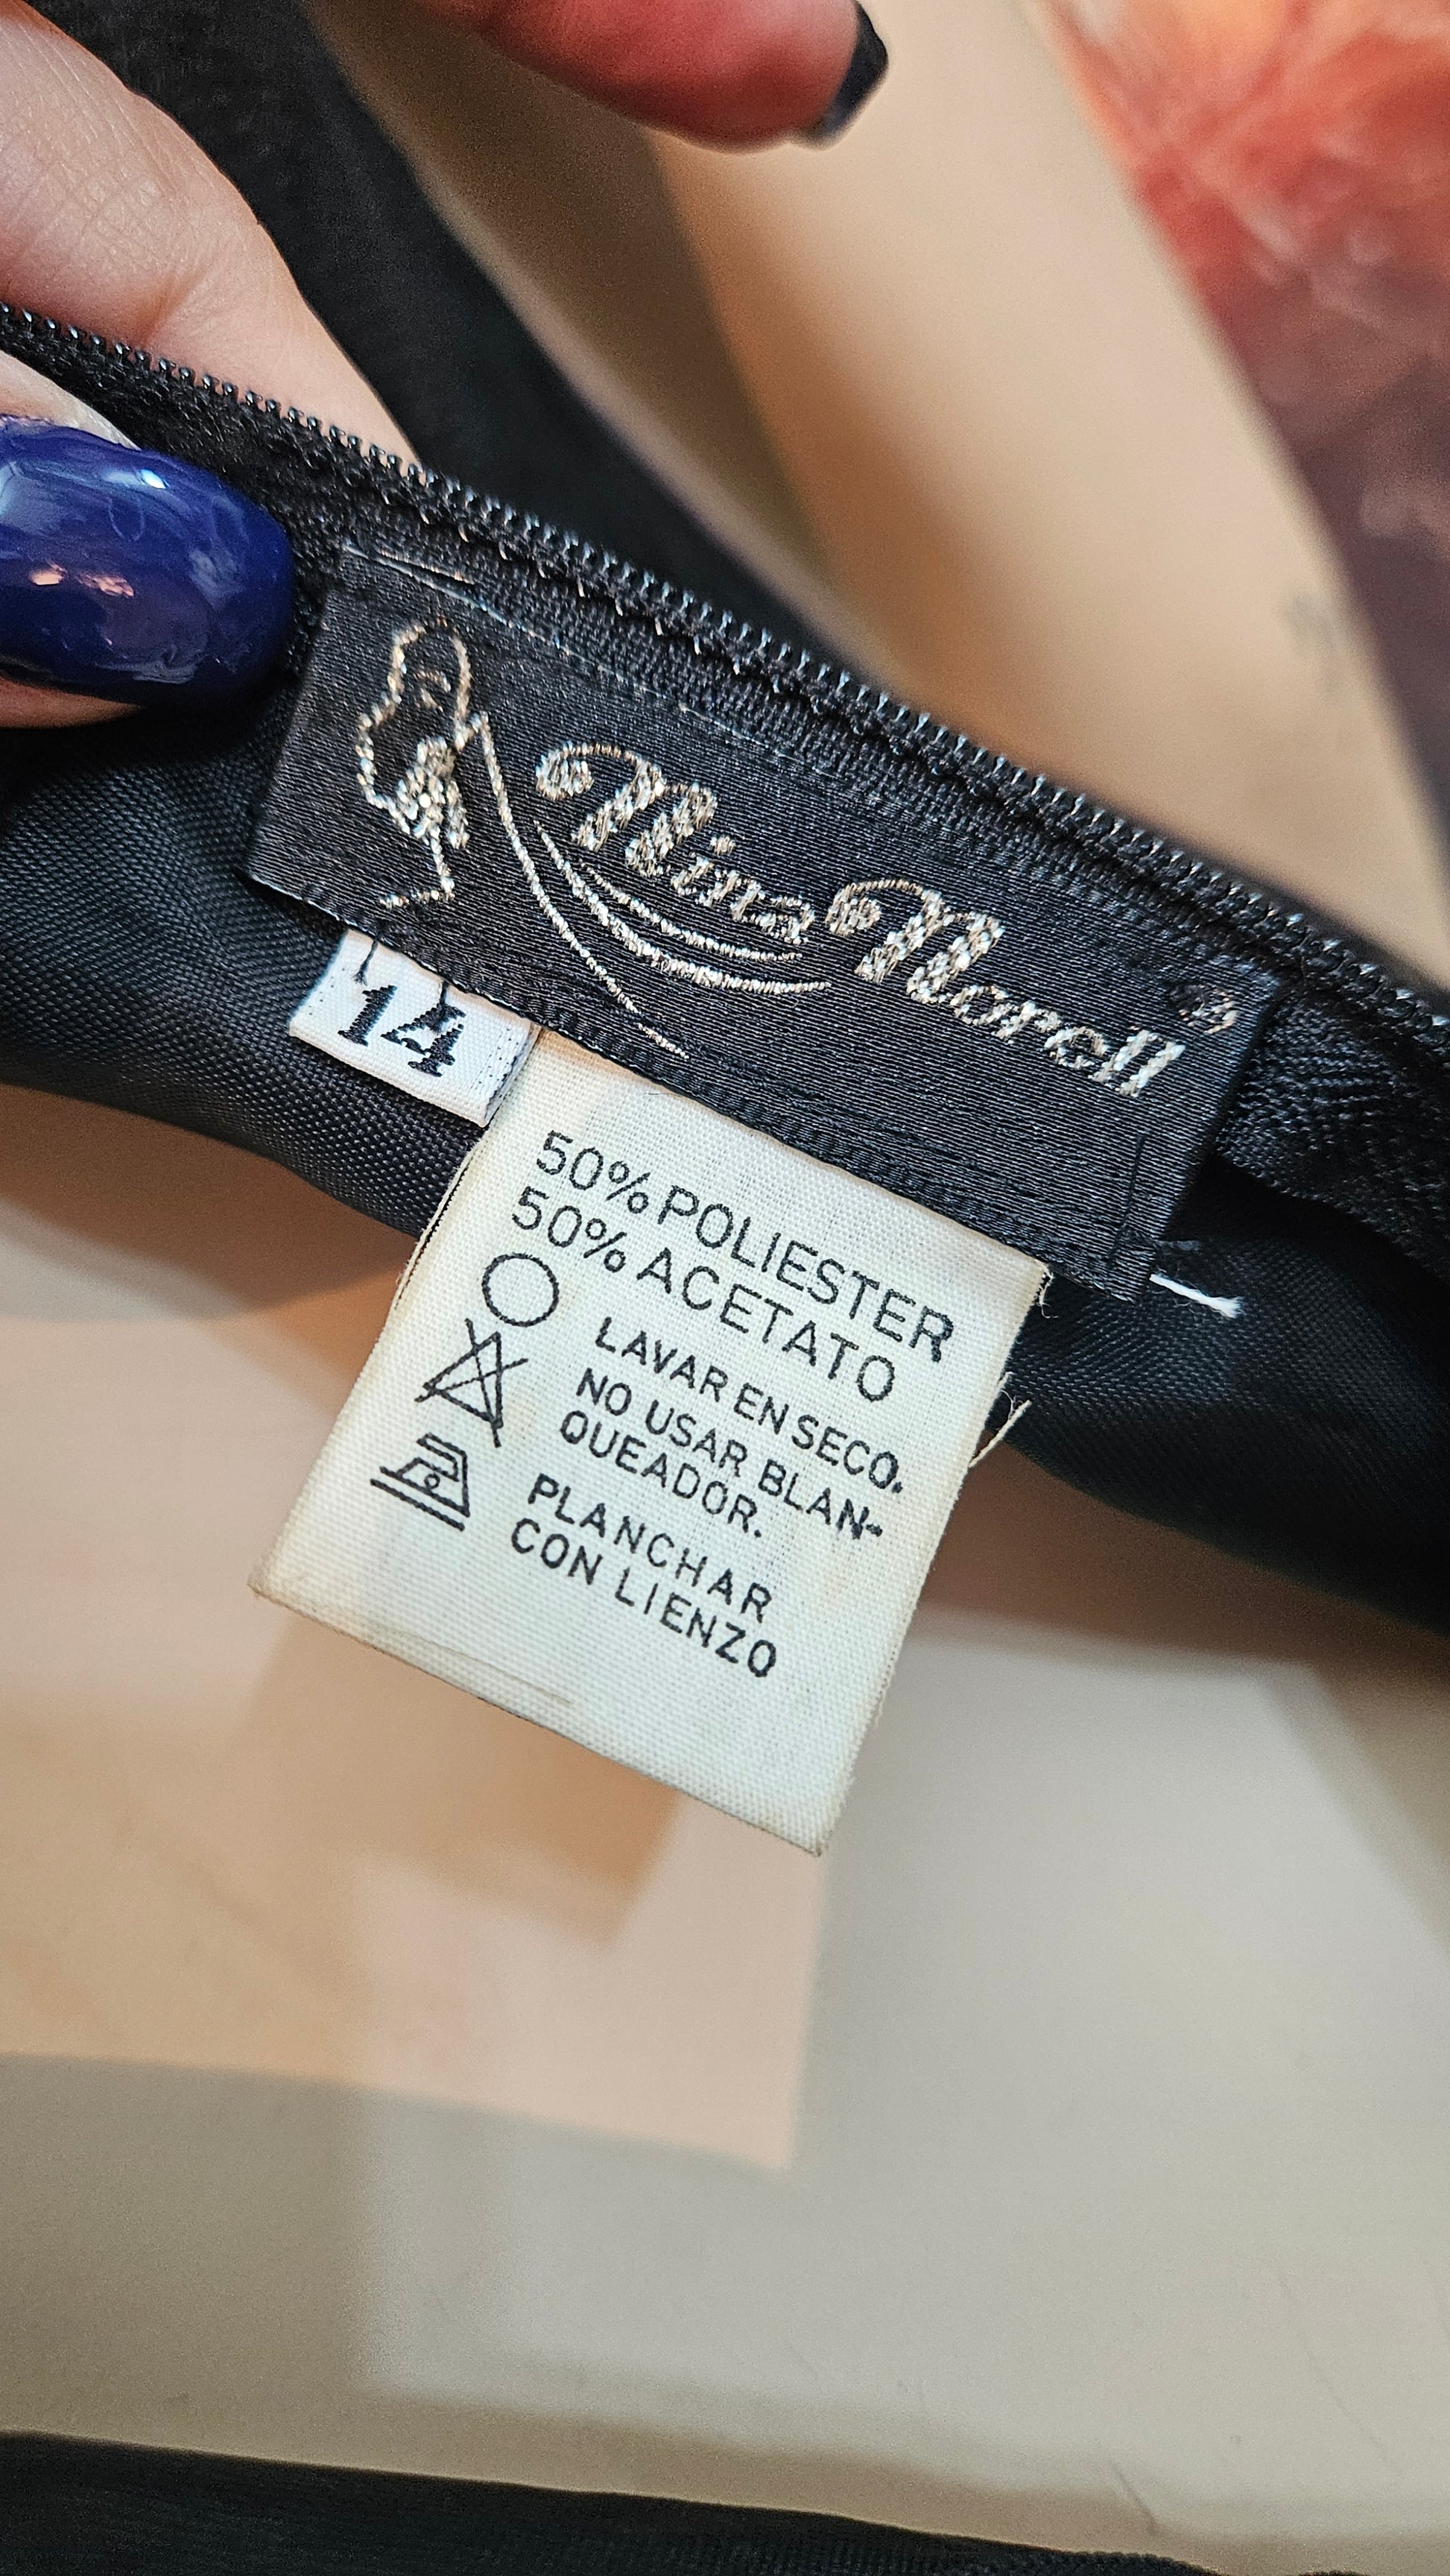 Nina Norell
14
50% POLIESTER
50% ACETATO
LAVAR EN SECO.
NO USAR BLAN-
QUEADOR.
PLANCHAR
CON LIENZO